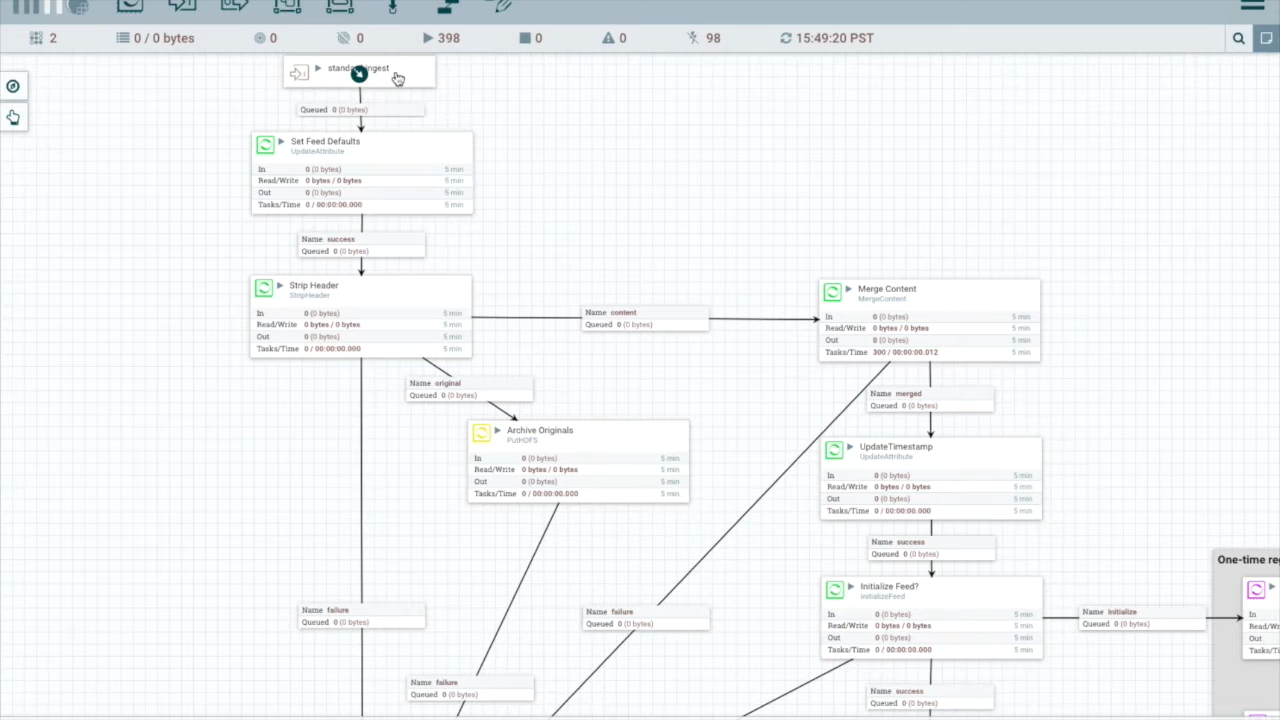 2
0 / 0 bytes
0
0
398
0
0
98
15:49:20 PST
Queued 0 (0 bytes)
Set Feed Defaults
UpdateAttribute
In 0 (0 bytes) 5 min
Read/Write 0 bytes / 0 bytes 5 min
Out 0 (0 bytes) 5 min
Tasks/Time 0 / 00:00:00.000 5 min
Name success
Queued 0 (0 bytes)
Strip Header
StripHeader
In 0 (0 bytes) 5 min
Read/Write 0 bytes / 0 bytes 5 min
Out 0 (0 bytes) 5 min
Tasks/Time 0 / 00:00:00.000 5 min
Name content
Queued 0 (0 bytes)
Merge Content
MergeContent
In 0 (0 bytes) 5 min
Read/Write 0 bytes / 0 bytes 5 min
Out 0 (0 bytes) 5 min
Tasks/Time 300 / 00:00:00.012 5 min
Name original
Queued 0 (0 bytes)
Name merged
Queued 0 (0 bytes)
Archive Originals
PutHDFS
In 0 (0 bytes) 5 min
Read/Write 0 bytes / 0 bytes 5 min
Out 0 (0 bytes) 5 min
Tasks/Time 0 / 00:00:00.000 5 min
UpdateTimestamp
UpdateAttribute
In 0 (0 bytes) 5 min
Read/Write 0 bytes / 0 bytes 5 min
Out 0 (0 bytes) 5 min
Tasks/Time 0 / 00:00:00.000 5 min
Name success
Queued 0 (0 bytes)
One-time
Initialize Feed?
InitializeFeed
In 0 (0 bytes) 5 min
Read/Write 0 bytes / 0 bytes 5 min
Out 0 (0 bytes) 5 min
Tasks/Time 0 / 00:00:00.000 5 min
Name failure
Queued 0 (0 bytes)
Name failure
Queued 0 (0 bytes)
Name Initialize
Queued 0 (0 bytes)
In
Out
Name failure
Queued 0 (0 bytes)
Name success
Queued 0 (0 bytes)